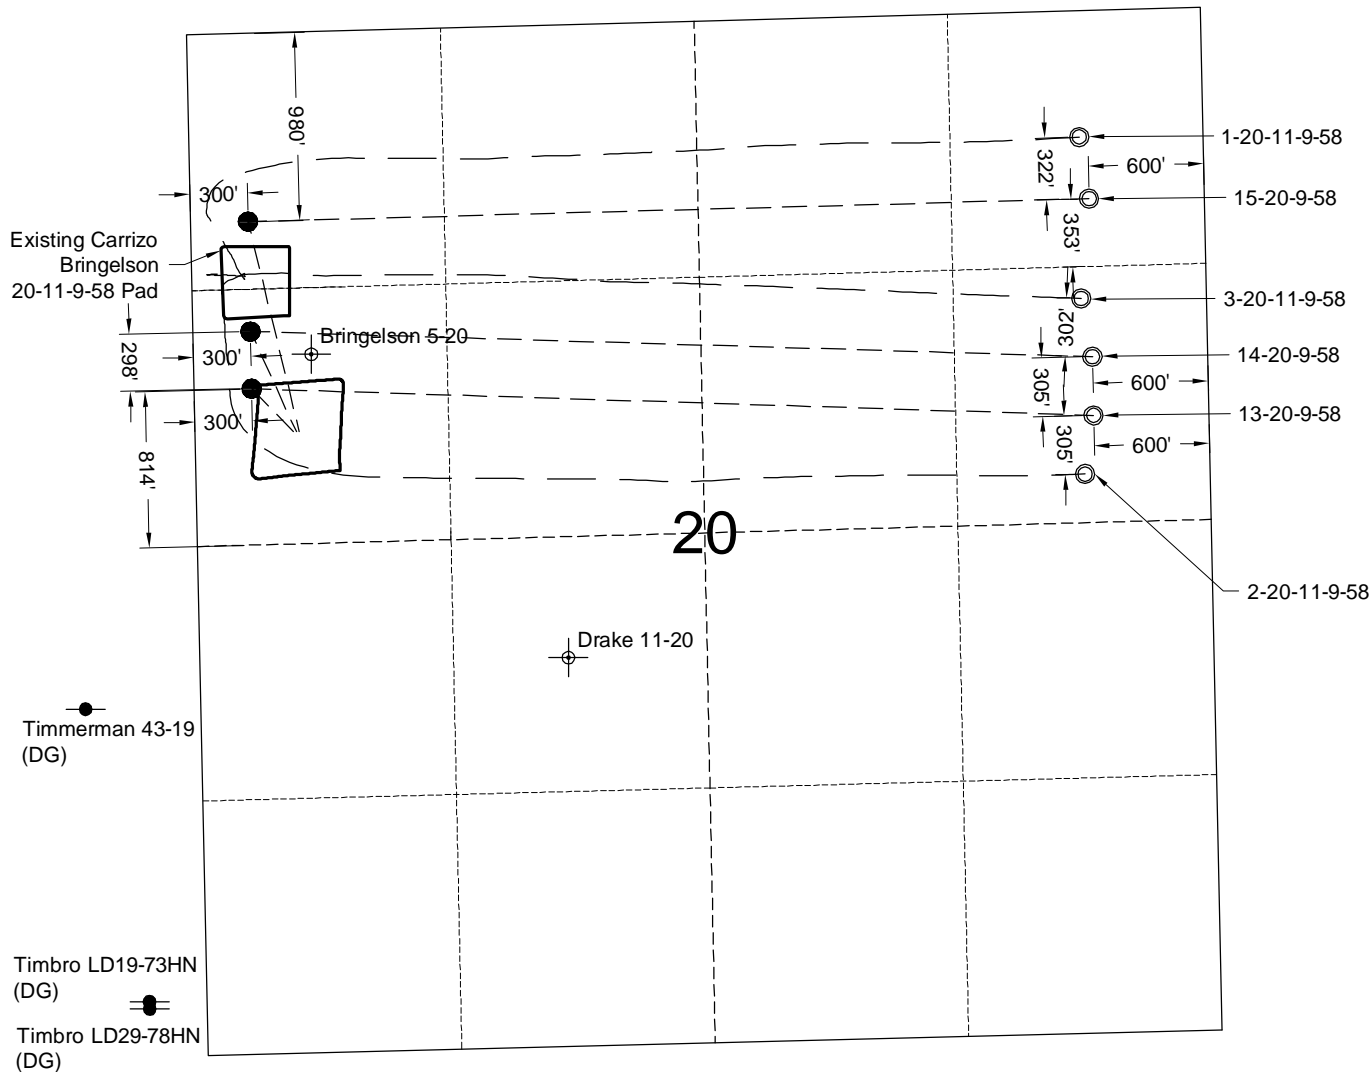 980'
1-20-11-9-58
322'
600'
300'
15-20-9-58
353'
Existing Carrizo
Bringelson
20-11-9-58 Pad
3-20-11-9-58
302'
Bringelson 5-20
298'
300'
14-20-9-58
305'
600'
300'
13-20-9-58
305'
600'
814'
20
2-20-11-9-58
Drake 11-20
Timmerman 43-19
(DG)
Timbro LD19-73HN
(DG)
Timbro LD29-78HN
(DG)